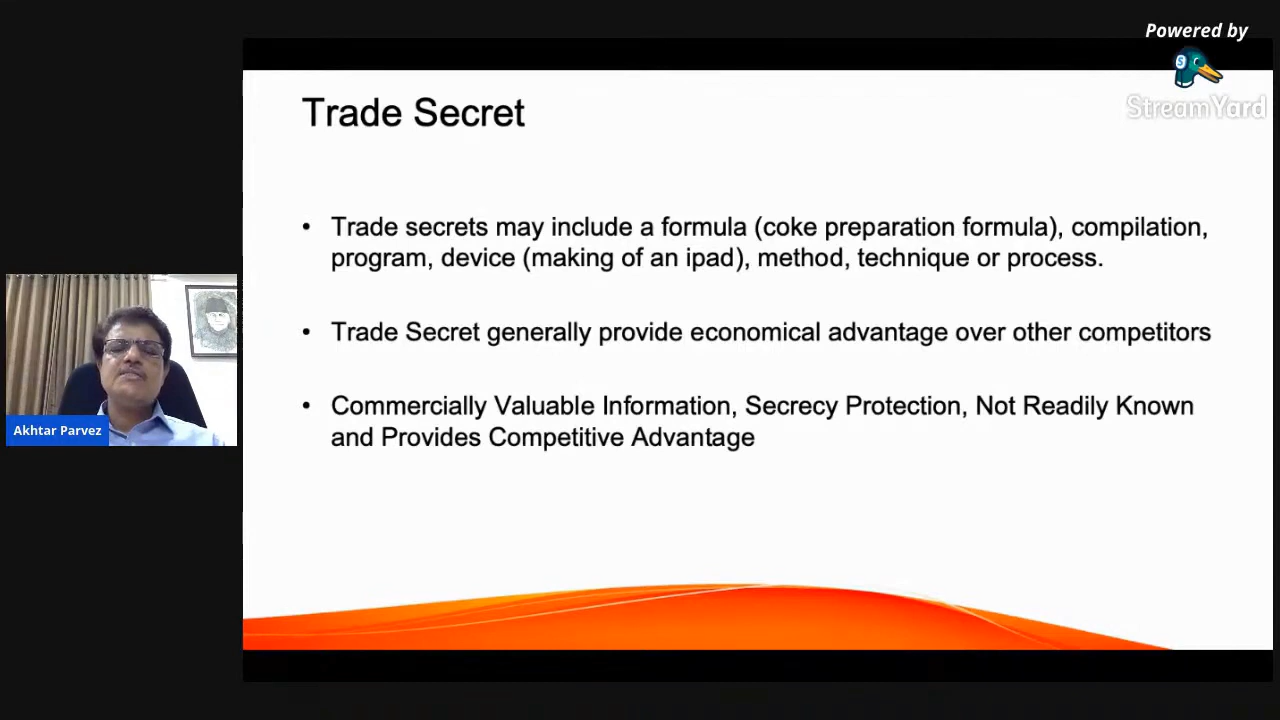 Powered by
StreamYard
Trade Secret
• Trade secrets may include a formula (coke preparation formula), compilation,
program, device (making of an ipad), method, technique or process.
• Trade Secret generally provide economical advantage over other competitors
• Commercially Valuable Information, Secrecy Protection, Not Readily Known
and Provides Competitive Advantage
Akhtar Parvez